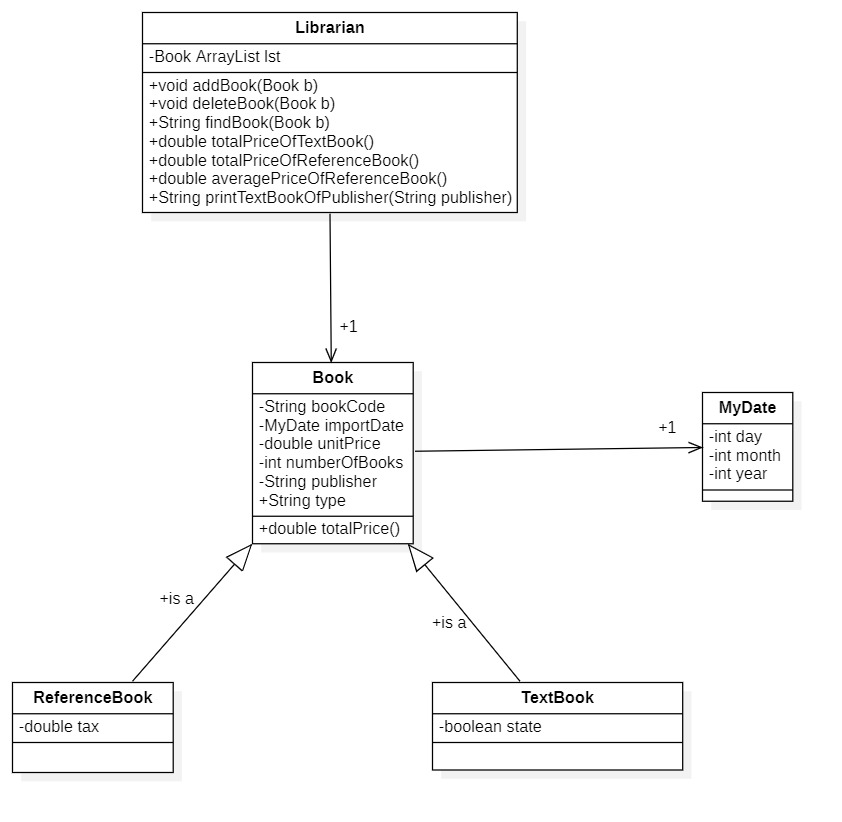 Librarian
-Book ArrayList lst
+void addBook(Book b)
+void deleteBook(Book b)
+String findBook(Book b)
+double totalPriceOfTextBook()
+double totalPriceOfReferenceBook()
+double averagePriceOfReferenceBook()
+String printTextBookOfPublisher(String publisher)
+1
Book
-String bookCode
-MyDate importDate
-double unitPrice
-int numberOfBooks
-String publisher
+String type
+double totalPrice()
+1
MyDate
-int day
-int month
-int year
+is a
+is a
ReferenceBook
-double tax
TextBook
-boolean state